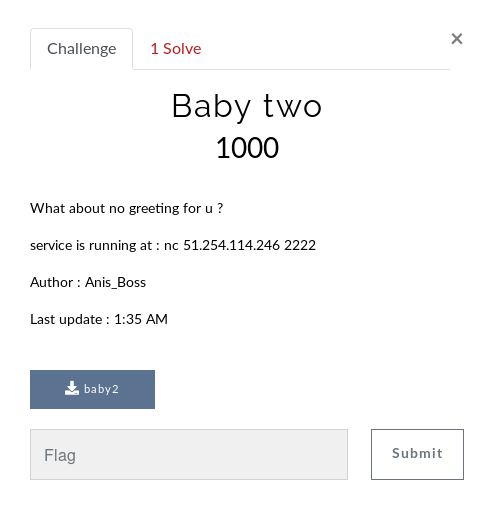 Challenge
1 Solve
×
Baby two
1000
What about no greeting for u ?
service is running at : nc 51.254.114.246 2222
Author : Anis_Boss
Last update : 1:35 AM
baby2
Flag
Submit